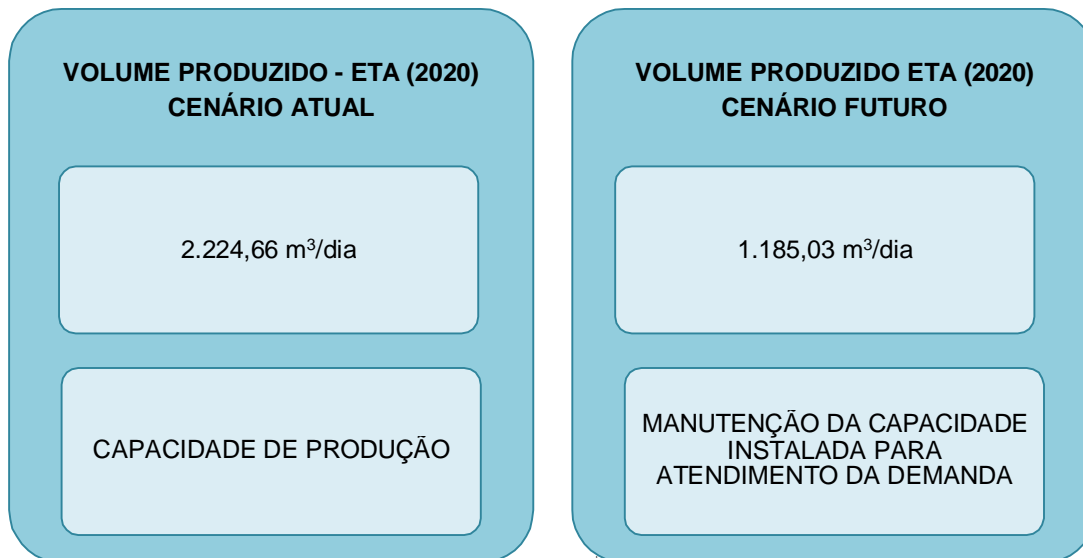 VOLUME PRODUZIDO - ETA (2020)
CENÁRIO ATUAL
2.224,66 m³/dia
CAPACIDADE DE PRODUÇÃO
VOLUME PRODUZIDO ETA (2020)
CENÁRIO FUTURO
1.185,03 m³/dia
MANUTENÇÃO DA CAPACIDADE
INSTALADA PARA
ATENDIMENTO DA DEMANDA